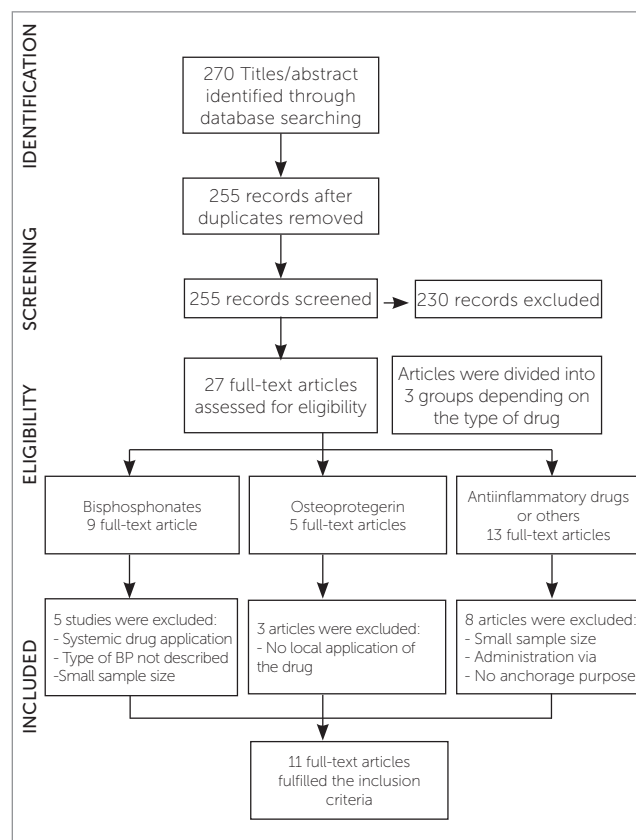 IDENTIFICATION
270 Titles/abstract
identified through
database searching
255 records after
duplicates removed
SCREENING
255 records screened
230 records excluded
ELIGIBILITY
27 full-text articles
assessed for eligibility
Articles were divided into
3 groups depending on
the type of drug
Bisphosphonates
9 full-text article
Osteoprotegerin
5 full-text articles
Antiinflammatory drugs
or others
13 full-text articles
INCLUDED
5 studies were excluded:
- Systemic drug application
- Type of BP not described
-Small sample size
3 articles were excluded:
- No local application of
the drug
8 articles were excluded:
- Small sample size
- Administration via
- No anchorage purpose
11 full-text articles
fulfilled the inclusion
criteria